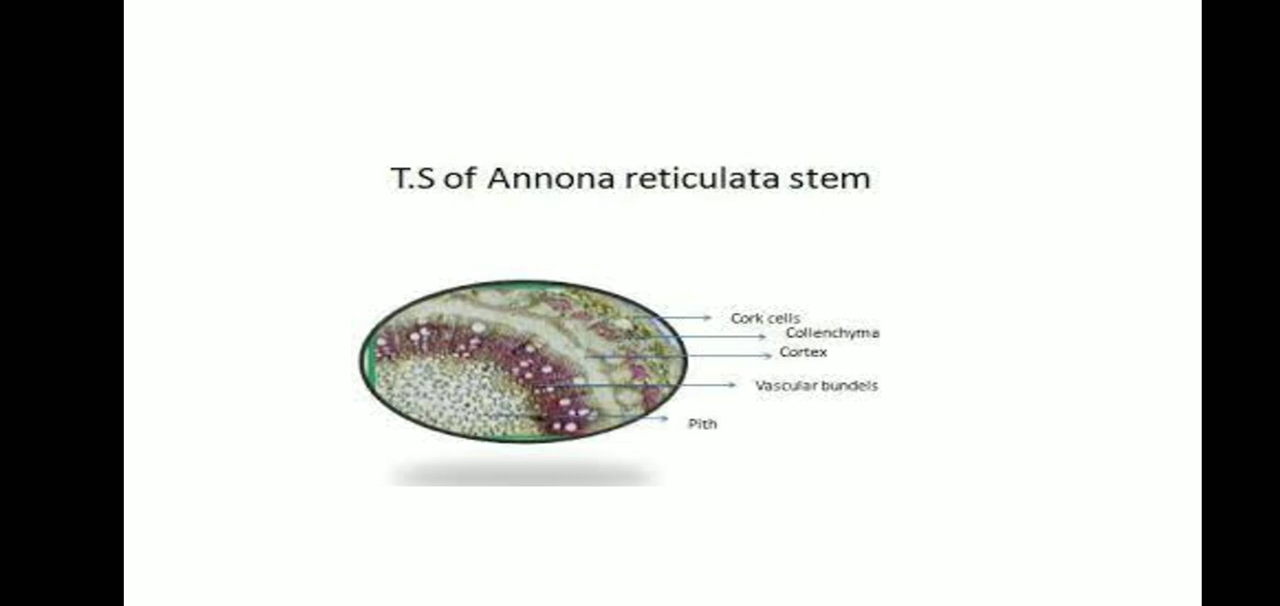 T.S of Annona reticulata stem
Cork cells
Collenchyma
Cortex
Vascular bundels
Pith